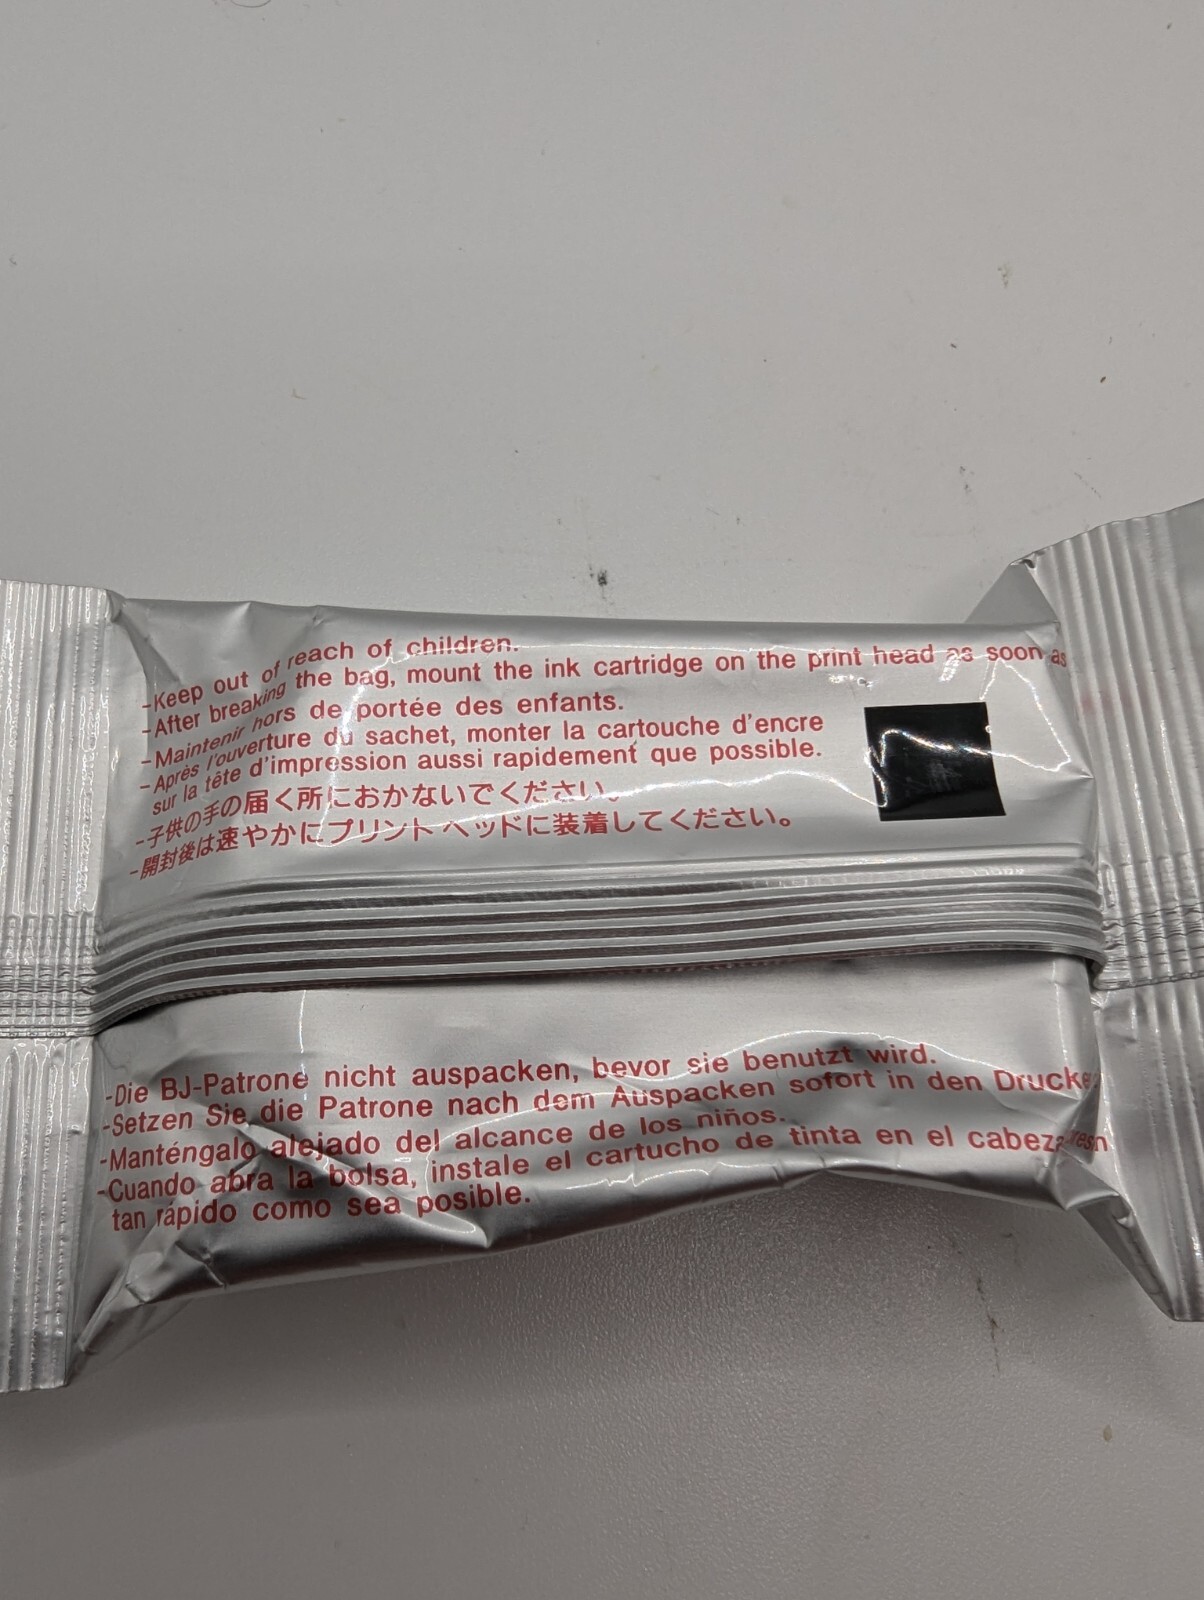 -Keep out of reach of children.
-After breaking the bag, mount the ink cartridge on the print head as soon as
-Maintenir hors de portée des enfants.
-Après l'ouverture du sachet, monter la cartouche d'encre
sur la tête d'impression aussi rapidement que possible.
-子供の手の届く所におかないでください。
-開封後は速やかにプリントヘッドに装着してください。
-Die BJ-Patrone nicht auspacken, bevor sie benutzt wird.
-Setzen Sie die Patrone nach dem Auspacken sofort in den Drucker
-Manténgalo alejado del alcance de los niños.
-Cuando abra la bolsa, instale el cartucho de tinta en el cabeza
tan rápido como sea posible.